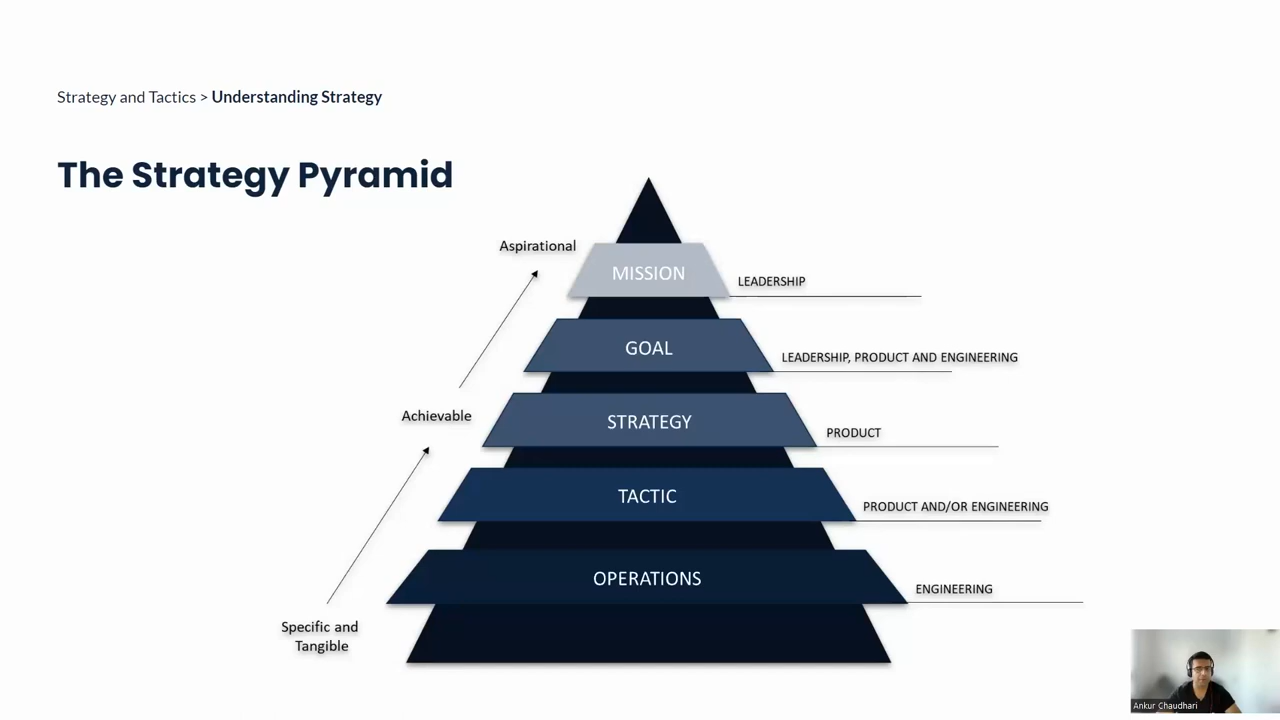 Strategy and Tactics > Understanding Strategy
The Strategy Pyramid
Aspirational
MISSION
LEADERSHIP
GOAL
LEADERSHIP, PRODUCT AND ENGINEERING
Achievable
STRATEGY
PRODUCT
TACTIC
PRODUCT AND/OR ENGINEERING
OPERATIONS
ENGINEERING
Specific and
Tangible
Ankur Chaudhari